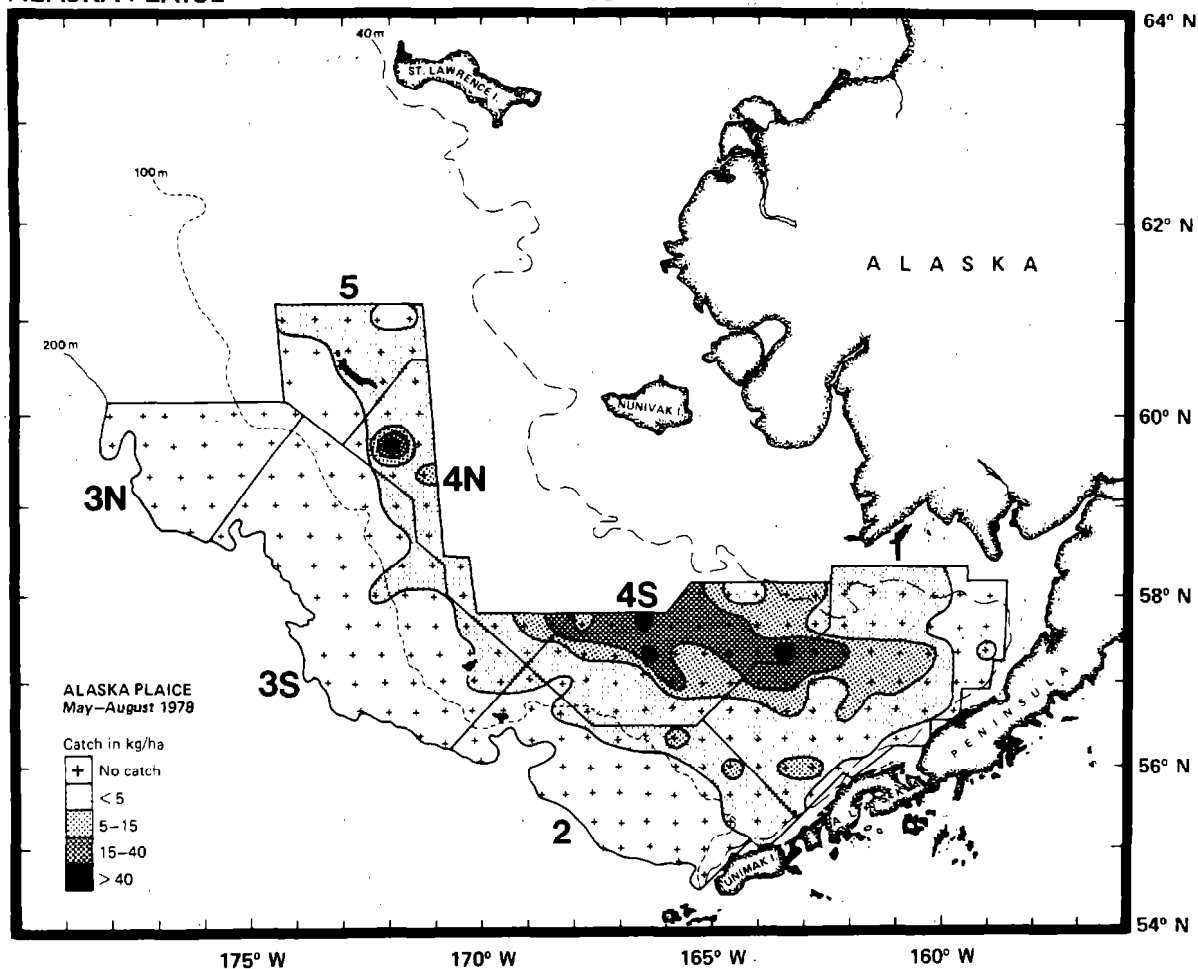 64° N
40 m
ST. LAWRENCE I.
100 m
62° N
ALASKA
5
200 m
NUNIVAK I.
60° N
4N
3N
1
58° N
4S
3S
ALASKA PLAICE
May–August 1978
PENINSULA
Catch in kg/ha
+ No catch
< 5
56° N
5–15
15–40
2
> 40
UNIMAK I.
54° N
175° W
170° W
165° W
160° W